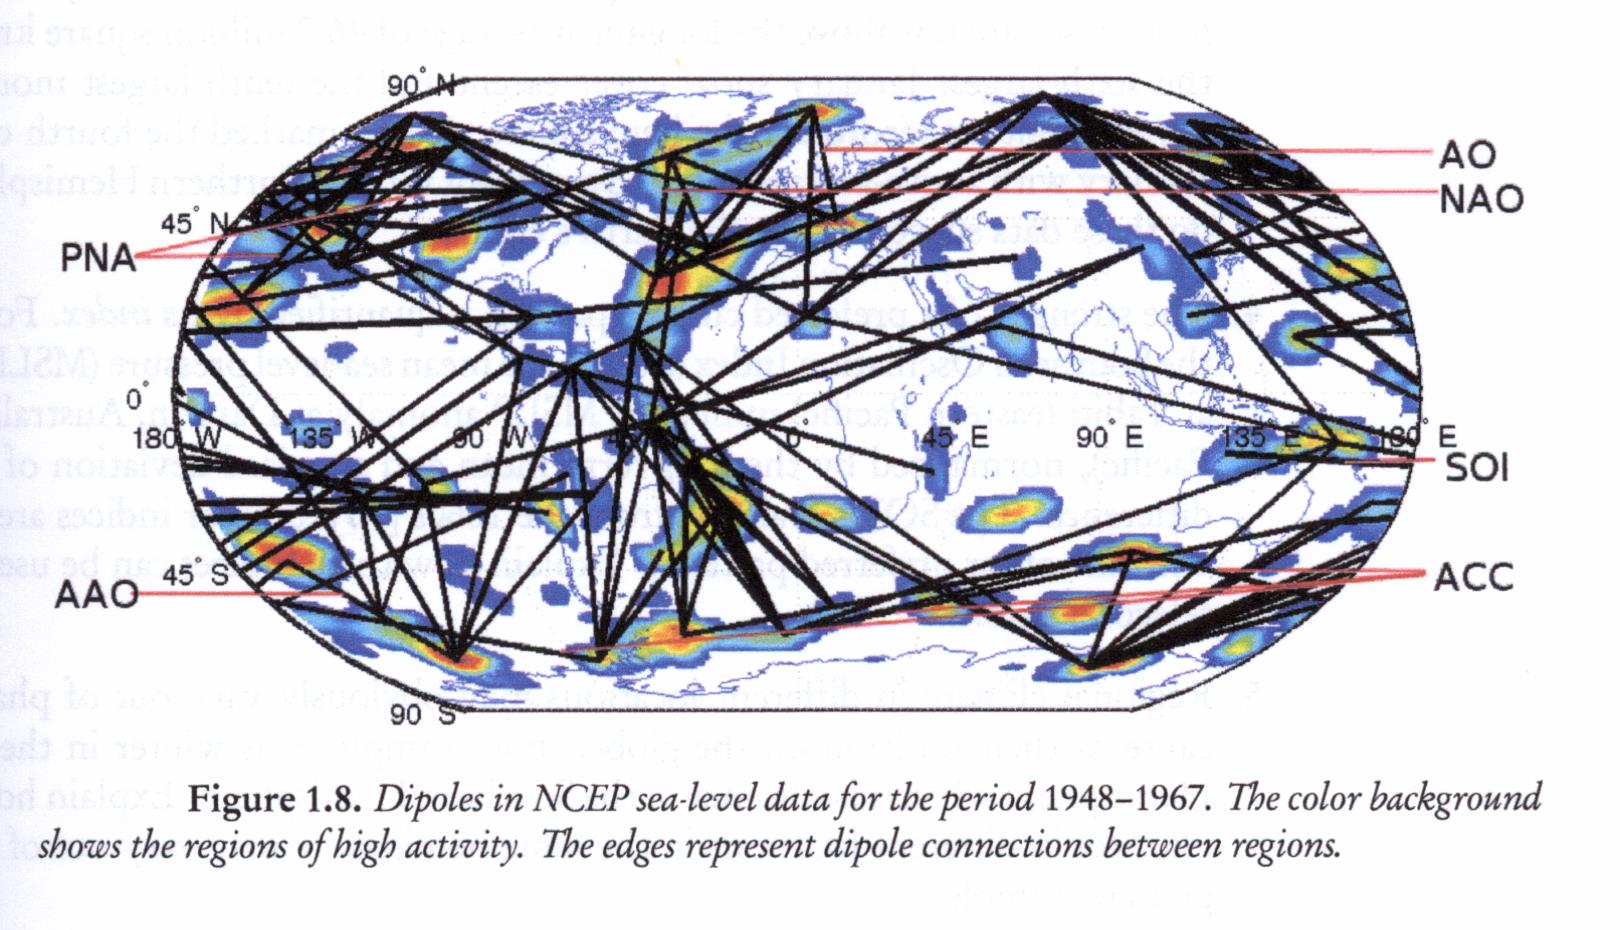 90° N
AO
NAO
45° N
PNA
0°
180° W 135° W 90° W 45° W 0° 45° E 90° E 135° E 180° E
SOI
45° S
AAO
ACC
90° S
Figure 1.8. Dipoles in NCEP sea-level data for the period 1948–1967. The color background
shows the regions of high activity. The edges represent dipole connections between regions.